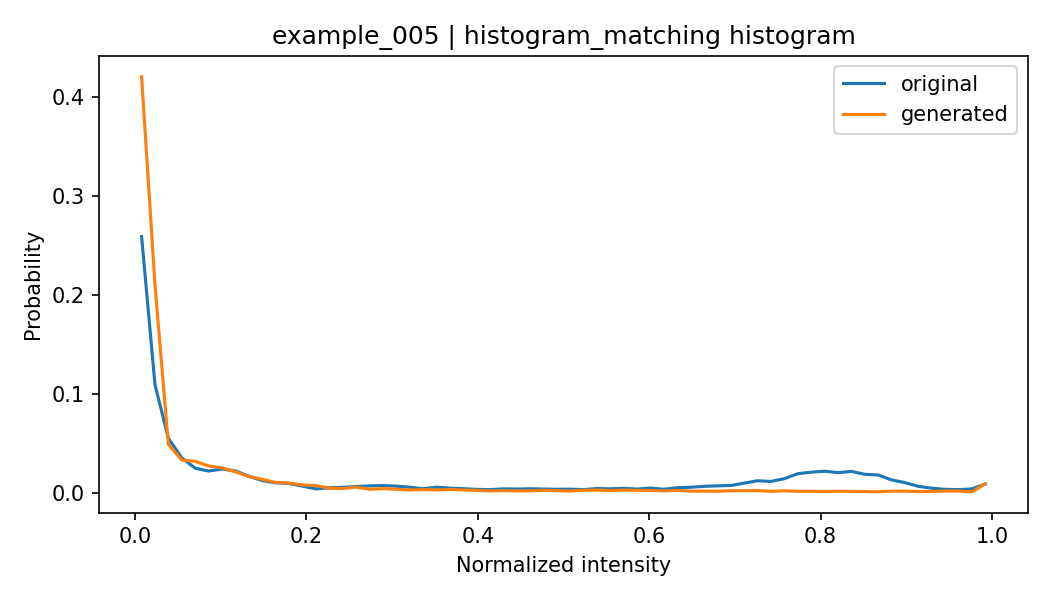 example_005 | histogram_matching histogram
original
generated
Probability
0.4
0.3
0.2
0.1
0.0
0.0 0.2 0.4 0.6 0.8 1.0
Normalized intensity